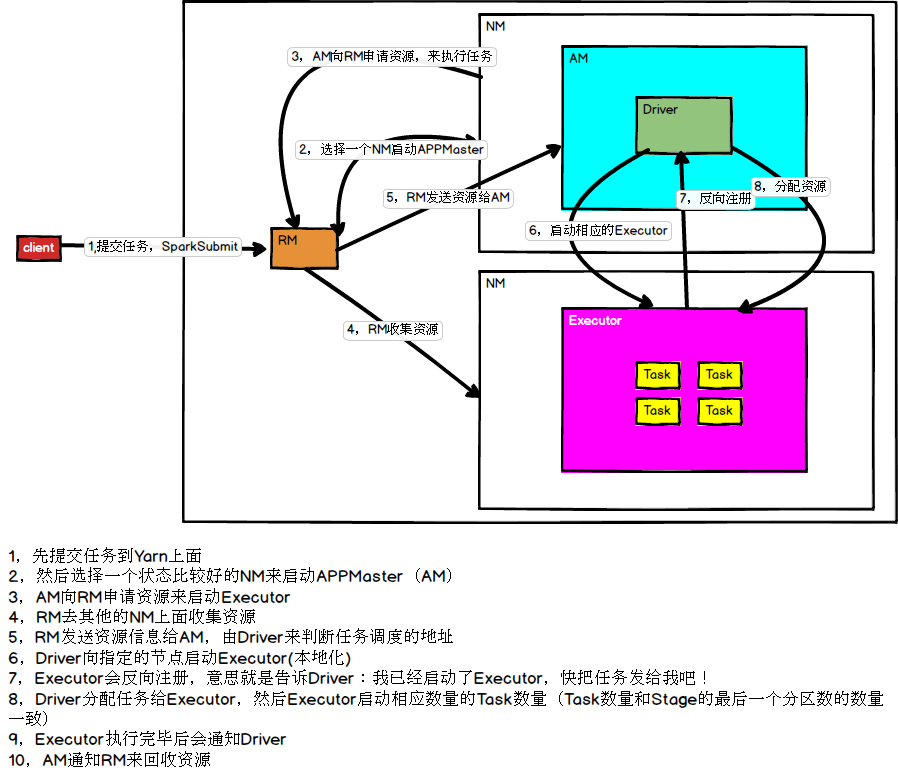 NM
AM
3，AM向RM申请资源，来执行任务
Driver
2，选择一个NM启动APPMaster
8，分配资源
5，RM发送资源给AM
7，反向注册
6，启动相应的Executor
client
1,提交任务，SparkSubmit
RM
NM
Executor
4，RM收集资源
Task
Task
Task
Task
1，先提交任务到Yarn上面
2，然后选择一个状态比较好的NM来启动APPMaster（AM）
3，AM向RM申请资源来启动Executor
4，RM去其他的NM上面收集资源
5，RM发送资源信息给AM，由Driver来判断任务调度的地址
6，Driver向指定的节点启动Executor(本地化)
7，Executor会反向注册，意思就是告诉Driver：我已经启动了Executor，快把任务发给我吧！
8，Driver分配任务给Executor，然后Executor启动相应数量的Task数量（Task数量和Stage的最后一个分区数的数量
一致）
9，Executor执行完毕后会通知Driver
10，AM通知RM来回收资源